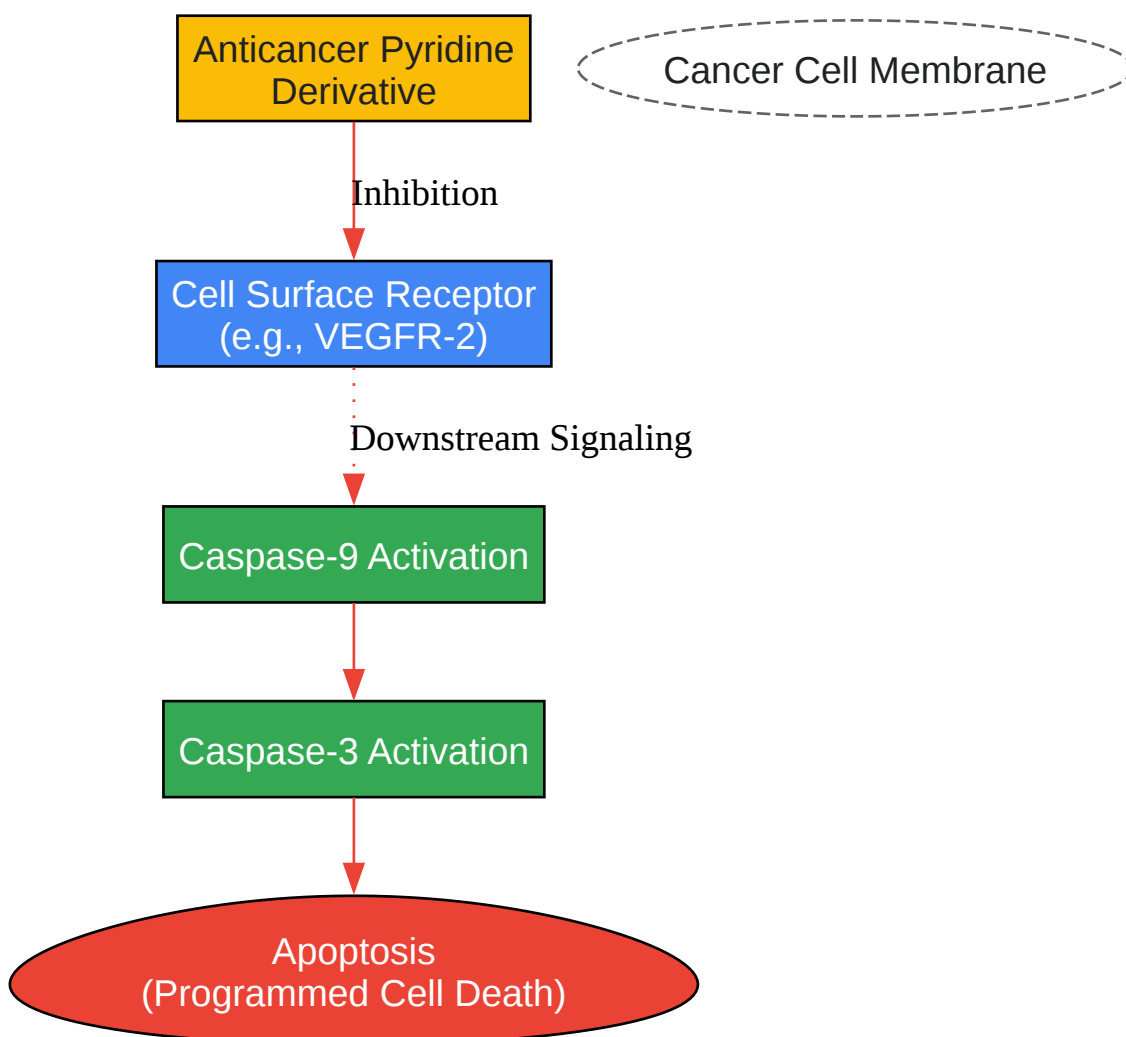 Anticancer Pyridine
Derivative
Cancer Cell Membrane
Inhibition
Cell Surface Receptor
(e.g., VEGFR-2)
Downstream Signaling
Caspase-9 Activation
Caspase-3 Activation
Apoptosis
(Programmed Cell Death)